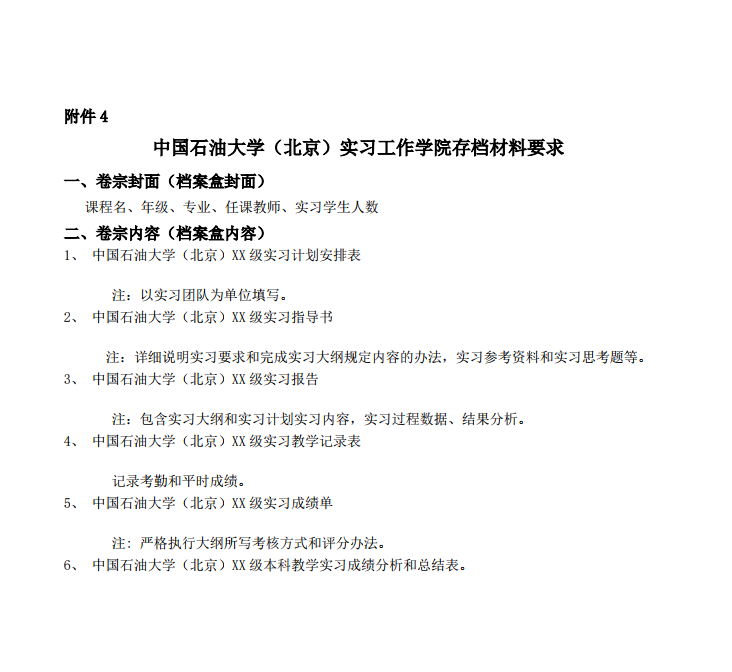 附件 4
中国石油大学（北京）实习工作学院存档材料要求
一、卷宗封面（档案盒封面）
课程名、年级、专业、任课教师、实习学生人数
二、卷宗内容（档案盒内容）
1、 中国石油大学（北京）XX 级实习计划安排表
注：以实习团队为单位填写。
2、 中国石油大学（北京）XX 级实习指导书
注：详细说明实习要求和完成实习大纲规定内容的办法，实习参考资料和实习思考题等。
3、 中国石油大学（北京）XX 级实习报告
注：包含实习大纲和实习计划实习内容，实习过程数据、结果分析。
4、 中国石油大学（北京）XX 级实习教学记录表
记录考勤和平时成绩。
5、 中国石油大学（北京）XX 级实习成绩单
注：严格执行大纲所写考核方式和评分办法。
6、 中国石油大学（北京）XX 级本科教学实习成绩分析和总结表。